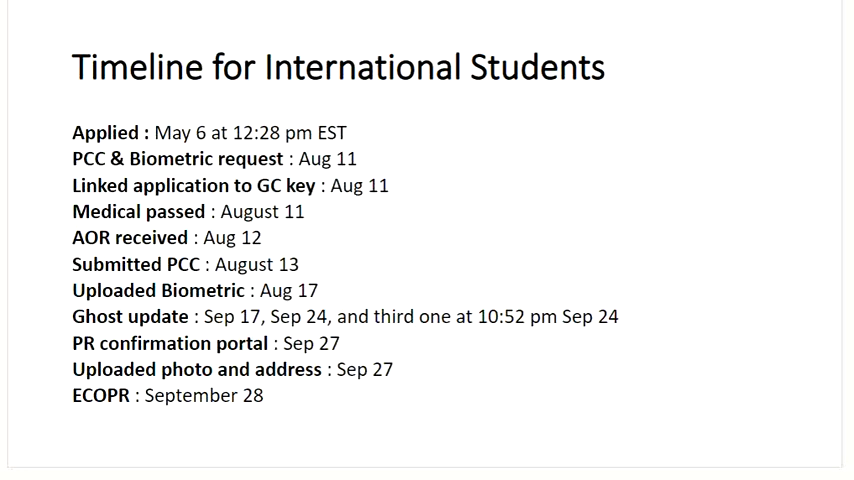 Timeline for International Students
Applied : May 6 at 12:28 pm EST
PCC & Biometric request : Aug 11
Linked application to GC key : Aug 11
Medical passed : August 11
AOR received : Aug 12
Submitted PCC : August 13
Uploaded Biometric : Aug 17
Ghost update : Sep 17, Sep 24, and third one at 10:52 pm Sep 24
PR confirmation portal : Sep 27
Uploaded photo and address : Sep 27
ECOPR : September 28